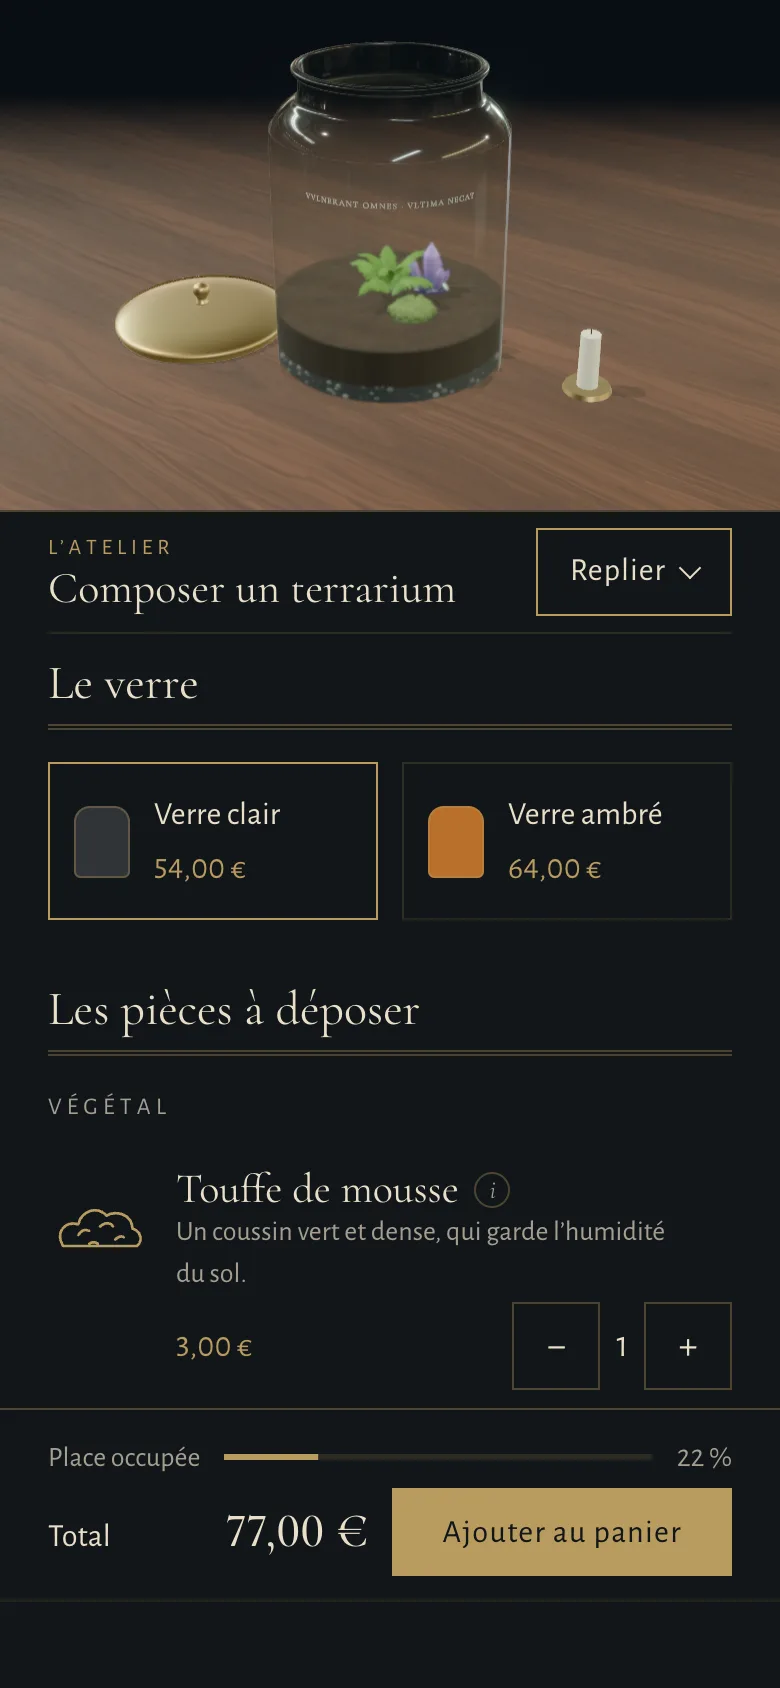 VVLNERANT OMNES · VLTIMA NECAT
L’ATELIER
Composer un terrarium
Replier
Le verre
Verre clair
54,00 €
Verre ambré
64,00 €
Les pièces à déposer
VÉGÉTAL
Touffe de mousse i
Un coussin vert et dense, qui garde l’humidité
du sol.
3,00 €
− 1 +
Place occupée 22 %
Total 77,00 € Ajouter au panier